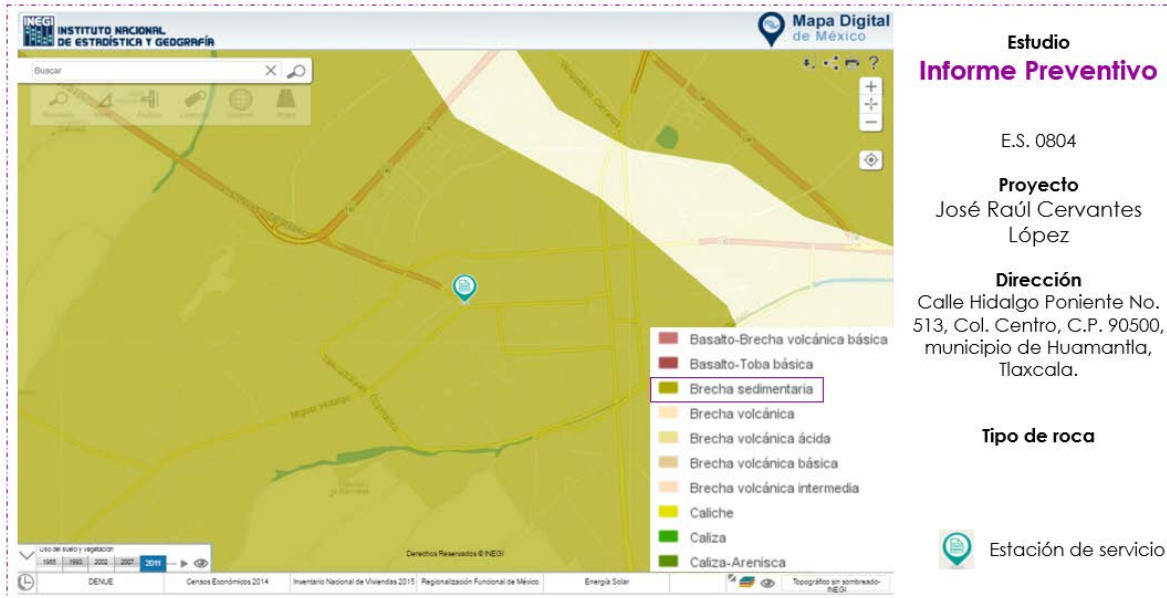 INEGI
INSTITUTO NACIONAL
DE ESTADÍSTICA Y GEOGRAFÍA
Mapa Digital
de México
Buscar
Venustiano Carranza
Miguel Hidalgo
Basalto-Brecha volcánica básica
Basalto-Toba básica
Brecha sedimentaria
Brecha volcánica
Brecha volcánica ácida
Brecha volcánica básica
Brecha volcánica intermedia
Caliche
Caliza
Caliza-Arenisca
Uso del suelo y vegetación
1985 1993 2002 2007 2011
Derechos Reservados © INEGI
DENUE
Censos Económicos 2014
Inventario Nacional de Viviendas 2015
Regionalización Funcional de México
Energía Solar
Topográfico sin sombreado-
INEGI
Estudio
Informe Preventivo
E.S. 0804
Proyecto
José Raúl Cervantes
López
Dirección
Calle Hidalgo Poniente No.
513, Col. Centro, C.P. 90500,
municipio de Huamantla,
Tlaxcala.
Tipo de roca
Estación de servicio